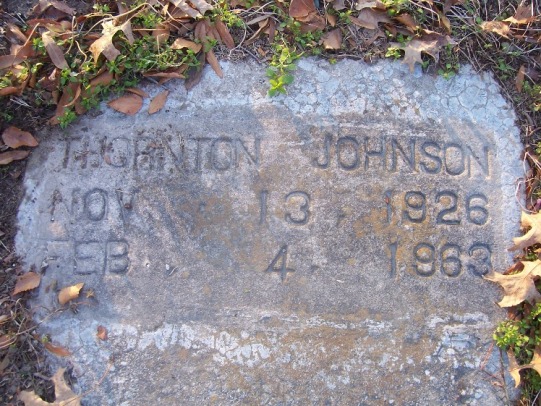 THORNTON JOHNSON
NOV. 13, 1926
FEB. 4, 1963